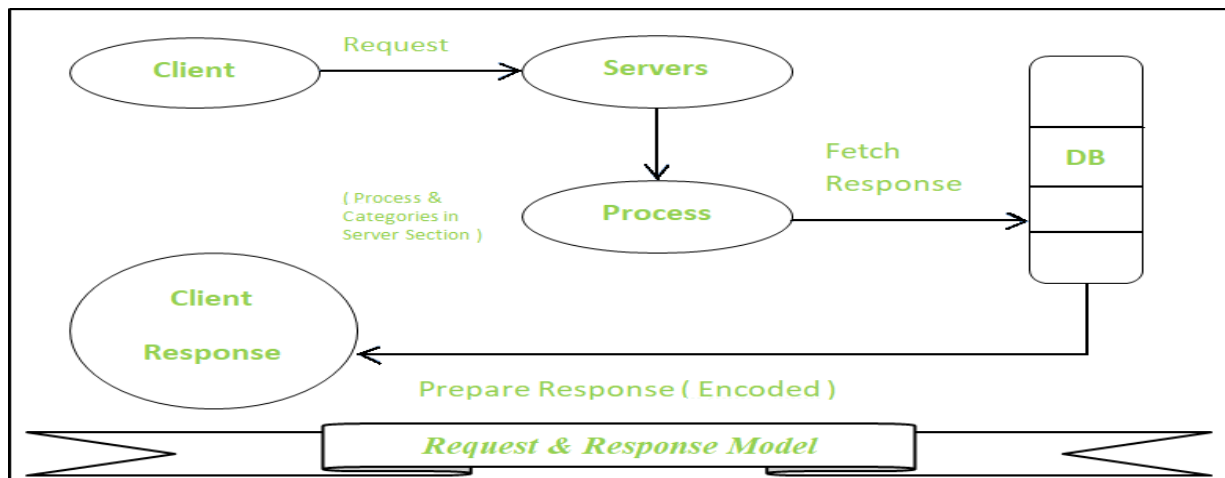 Request
Client
Servers
Fetch
Response
DB
( Process &
Categories in
Server Section )
Process
Client
Response
Prepare Response ( Encoded )
Request & Response Model